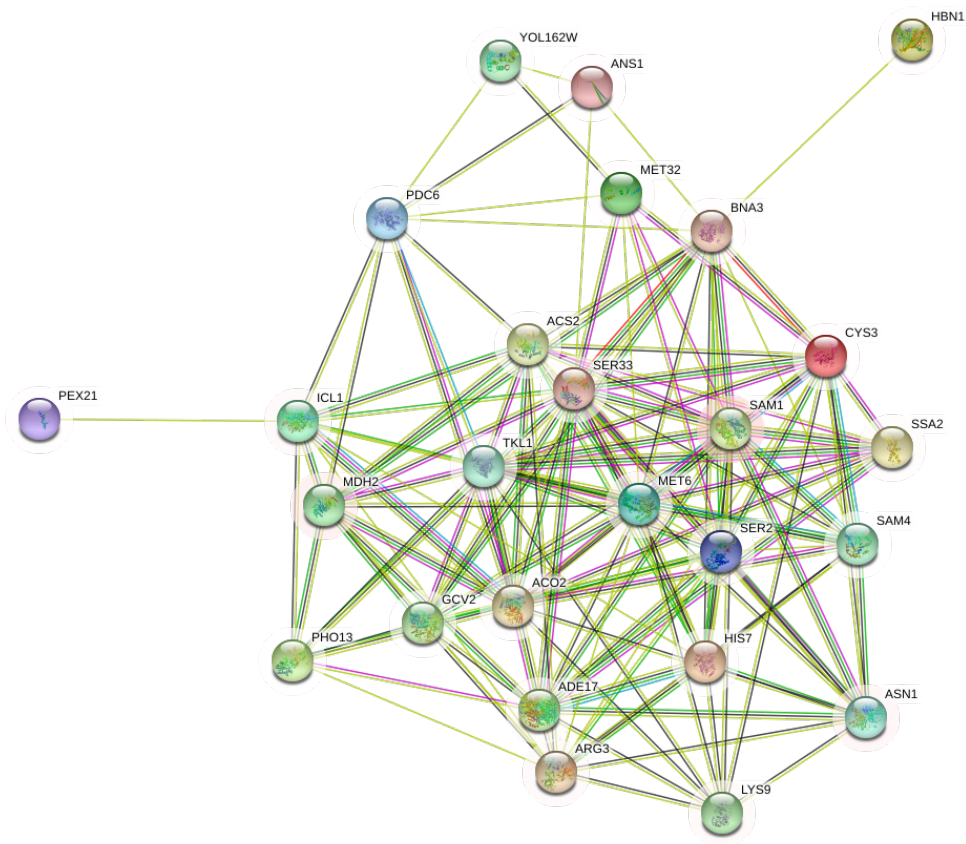 HBN1
YOL162W
ANS1
MET32
PDC6
BNA3
ACS2
CYS3
SER33
PEX21
ICL1
SAM1
SSA2
TKL1
MDH2
MET6
SAM4
SER2
ACO2
GCV2
HIS7
PHO13
ADE17
ASN1
ARG3
LYS9